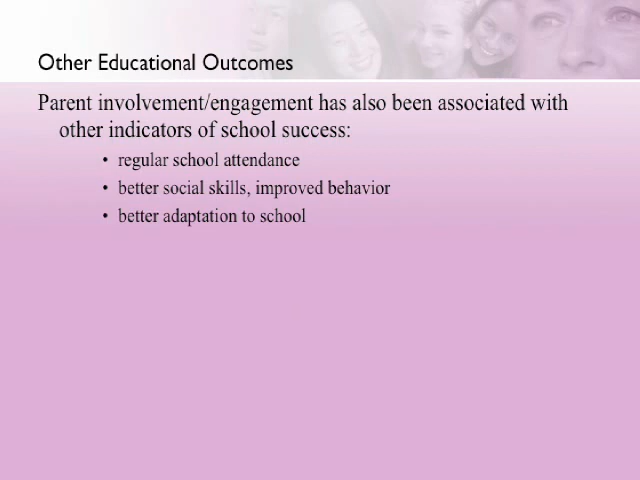 Other Educational Outcomes
Parent involvement/engagement has also been associated with
other indicators of school success:
• regular school attendance
• better social skills, improved behavior
• better adaptation to school